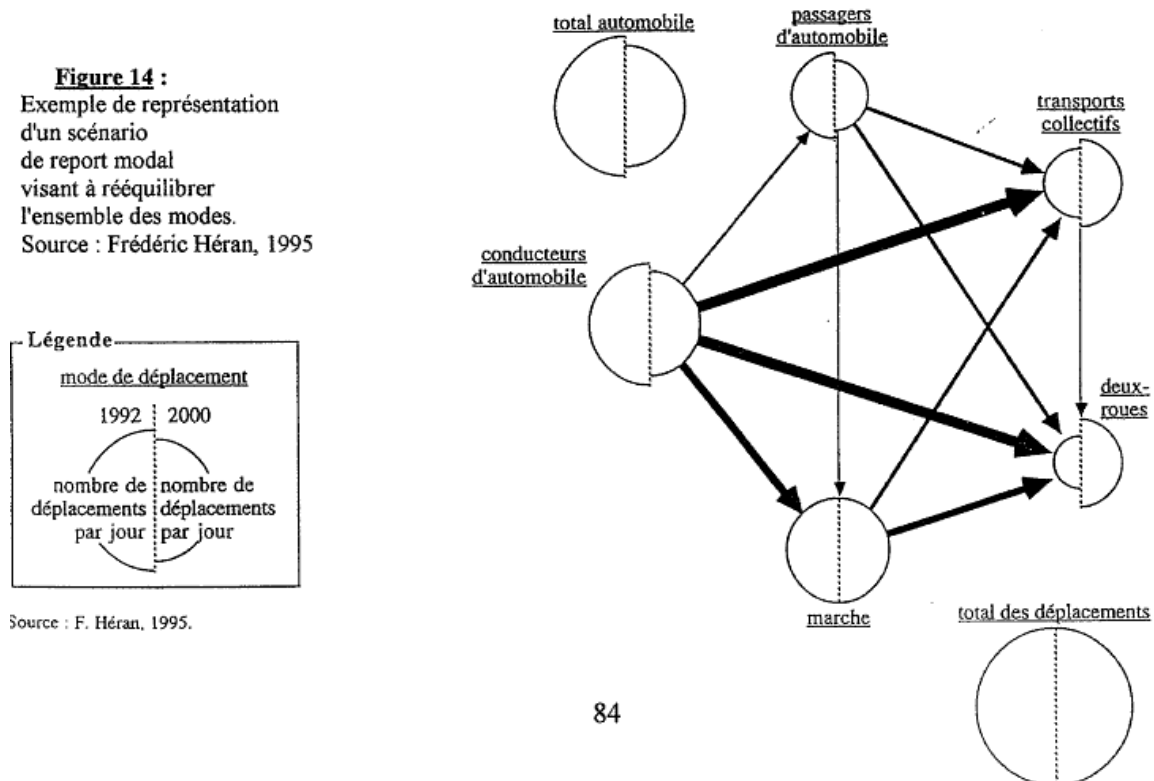 Figure 14 :
Exemple de représentation
d'un scénario
de report modal
visant à rééquilibrer
l'ensemble des modes.
Source : Frédéric Héran, 1995
Légende
mode de déplacement
1992 2000
nombre de nombre de
déplacements déplacements
par jour par jour
Source : F. Héran, 1995.
total automobile
passagers
d'automobile
transports
collectifs
conducteurs
d'automobile
deux-
roues
marche
total des déplacements
84